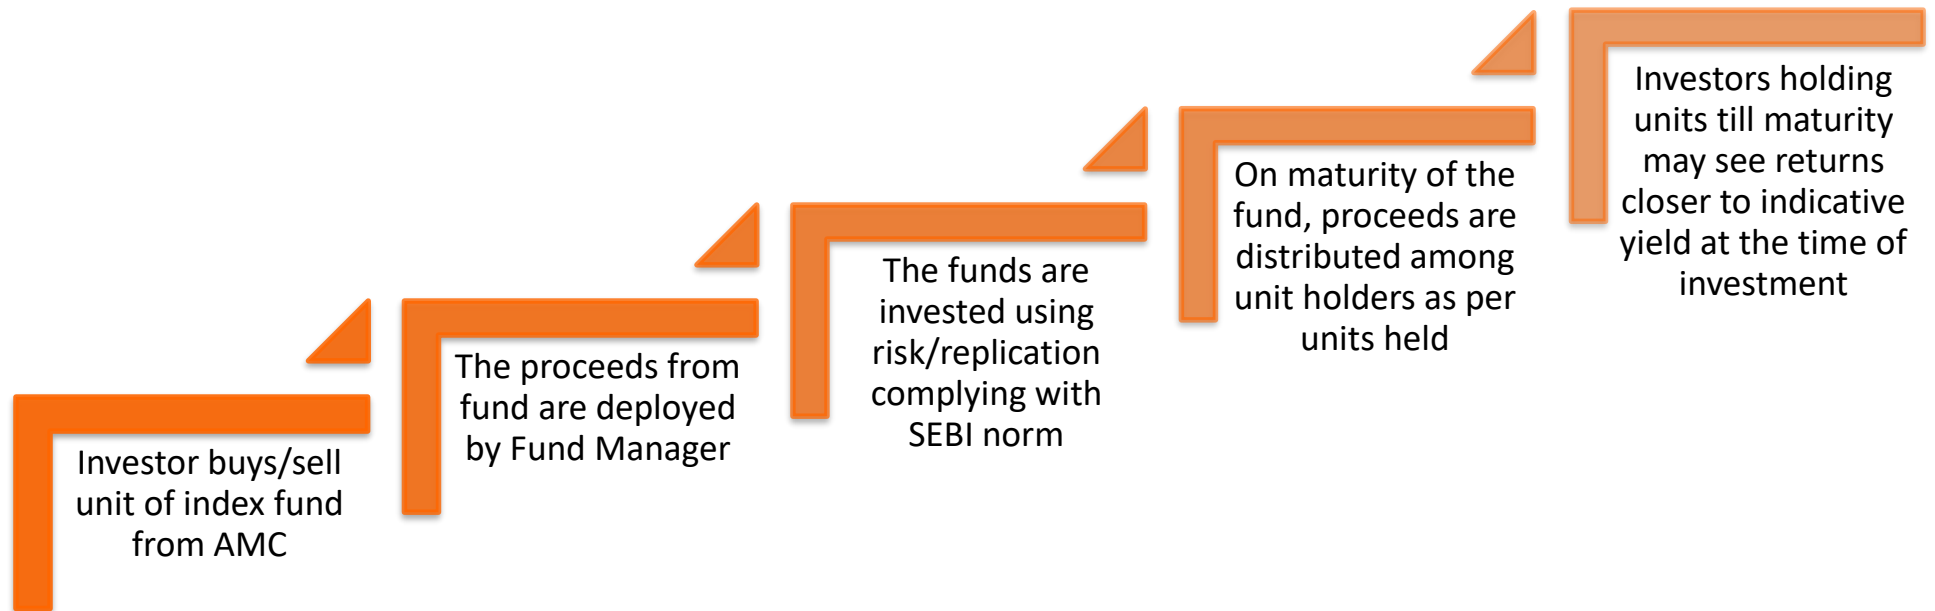 Investor buys/sell
unit of index fund
from AMC
The proceeds from
fund are deployed
by Fund Manager
The funds are
invested using
risk/replication
complying with
SEBI norm
On maturity of the
fund, proceeds are
distributed among
unit holders as per
units held
Investors holding
units till maturity
may see returns
closer to indicative
yield at the time of
investment